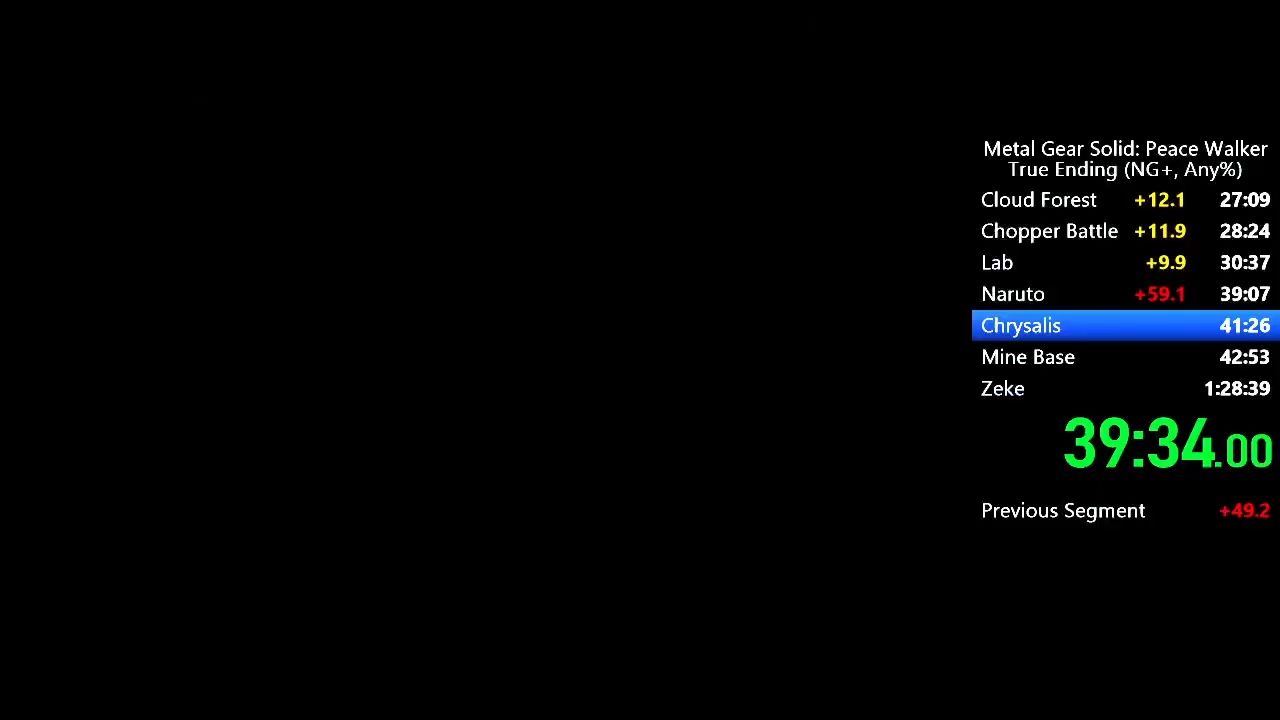 Metal Gear Solid: Peace Walker
True Ending (NG+, Any%)
Cloud Forest +12.1 27:09
Chopper Battle +11.9 28:24
Lab +9.9 30:37
Naruto +59.1 39:07
Chrysalis 41:26
Mine Base 42:53
Zeke 1:28:39
39:34.00
Previous Segment +49.2